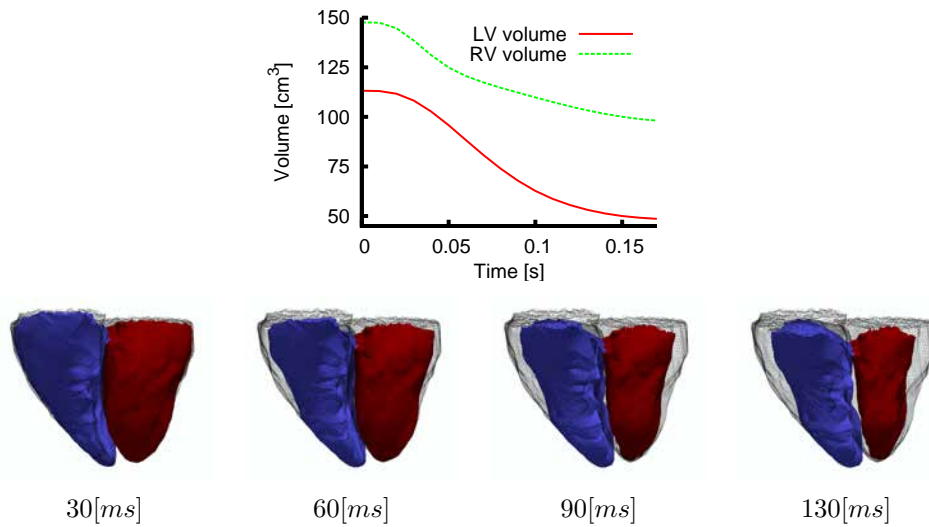 150
125
100
75
50
Volume [cm³]
LV volume
RV volume
0 0.05 0.1 0.15
Time [s]
30[ms] 60[ms] 90[ms] 130[ms]